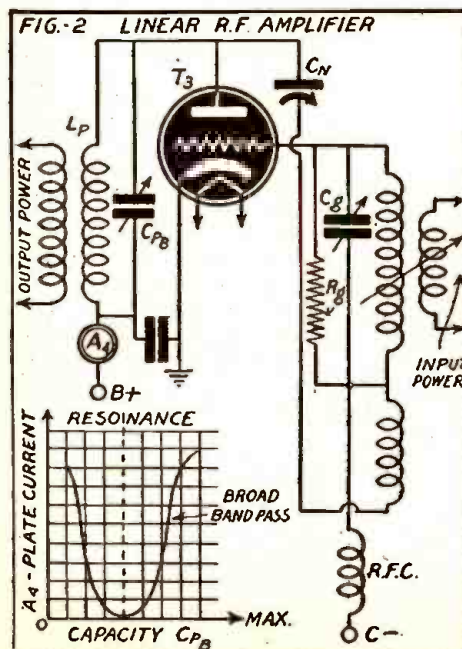 FIG.-2 LINEAR R.F. AMPLIFIER
T3
CN
LP
OUTPUT POWER
CPB
Cg
Rg
INPUT
POWER
A4
B+
RESONANCE
A4 - PLATE CURRENT
BROAD
BAND PASS
O
MAX.
CAPACITY CPB
R.F.C.
C-